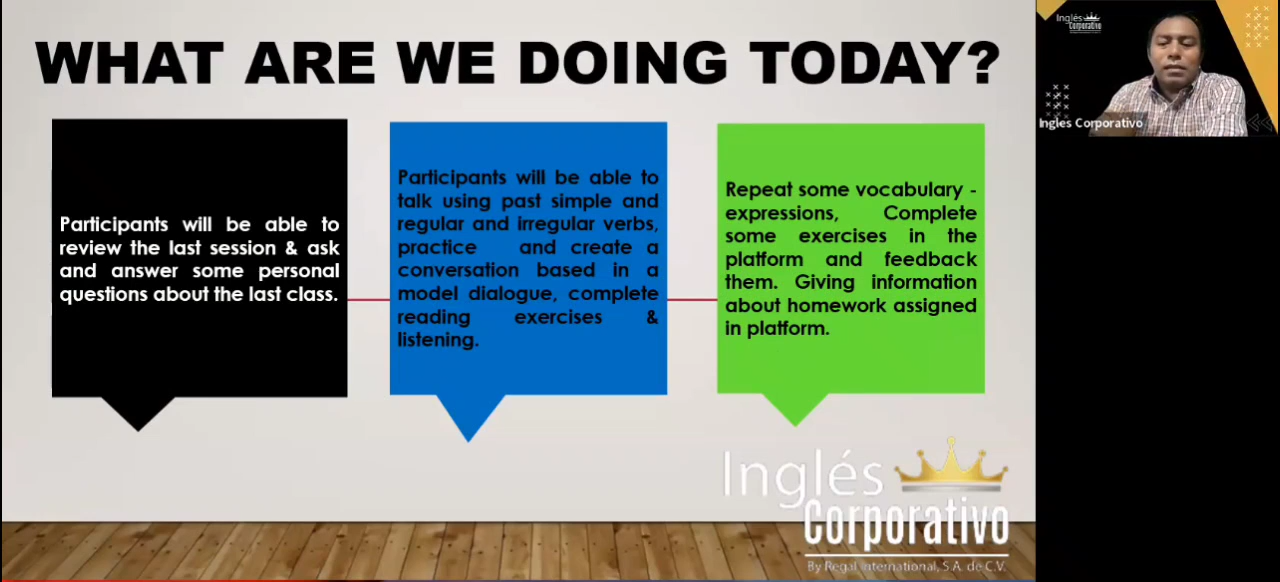 WHAT ARE WE DOING TODAY?
Participants will be able to
review the last session & ask
and answer some personal
questions about the last class.
Participants will be able to
talk using past simple and
regular and irregular verbs,
practice and create a
conversation based in a
model dialogue, complete
reading exercises &
listening.
Repeat some vocabulary -
expressions, Complete
some exercises in the
platform and feedback
them. Giving information
about homework assigned
in platform.
Inglés
Corporativo
By Regal International, S.A. de C.V.
Inglés
Corporativo
Ingles Corporativo